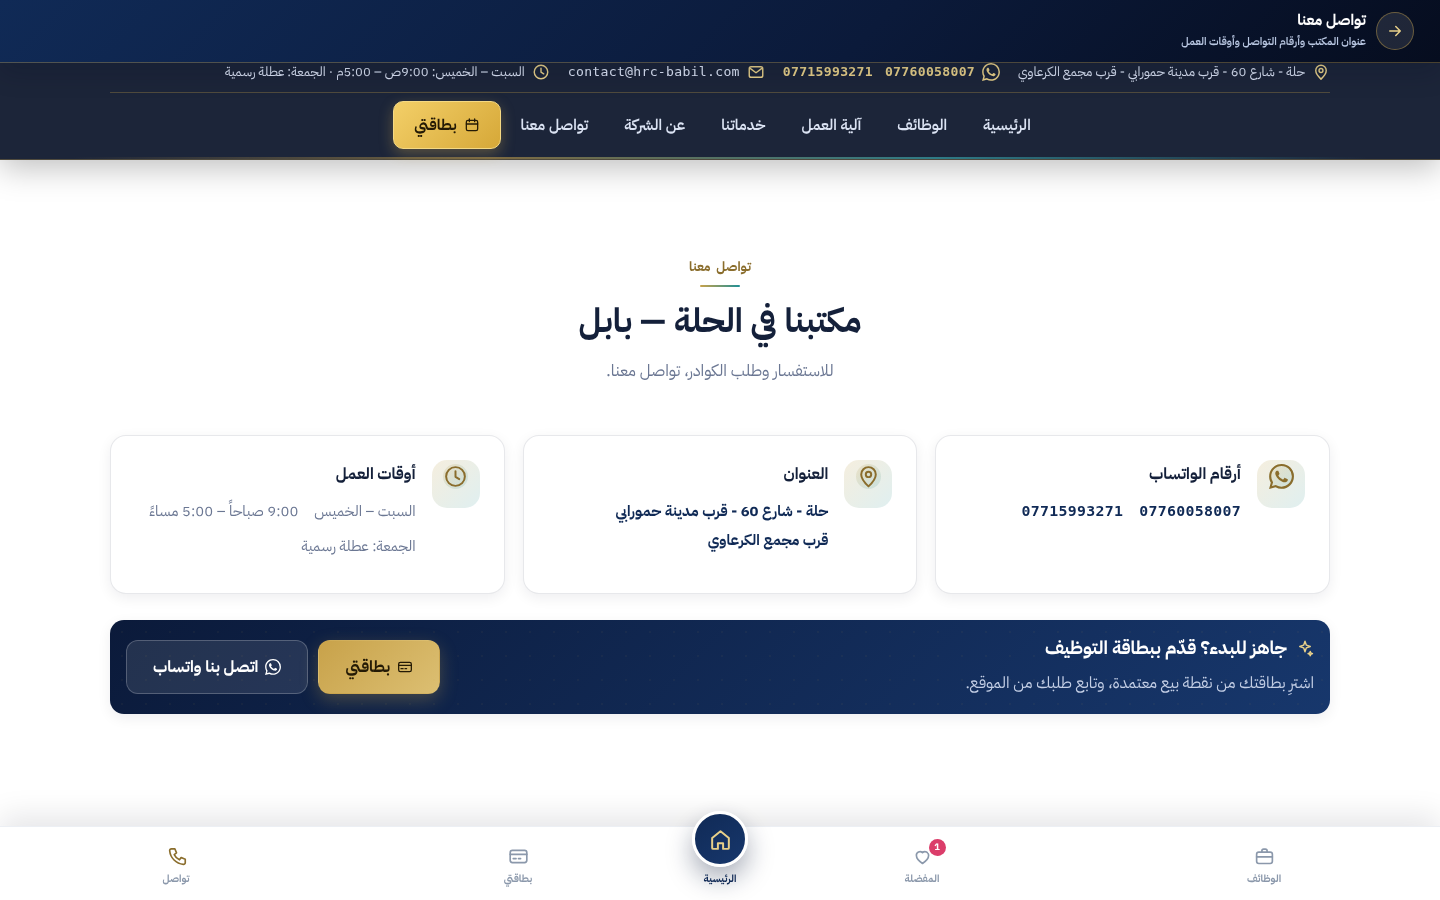 تواصل معنا
عنوان المكتب وأرقام التواصل وأوقات العمل
حلة - شارع 60 - قرب مدينة حمورابي - قرب مجمع الكرعاوي
07760058007 07715993271
contact@hrc-babil.com
السبت – الخميس: 9:00ص – 5:00م · الجمعة: عطلة رسمية
الرئيسية
الوظائف
آلية العمل
خدماتنا
عن الشركة
تواصل معنا
بطاقتي
تواصل معنا
مكتبنا في الحلة – بابل
للاستفسار وطلب الكوادر، تواصل معنا.
أرقام الواتساب
07760058007 07715993271
العنوان
حلة - شارع 60 - قرب مدينة حمورابي
قرب مجمع الكرعاوي
أوقات العمل
السبت – الخميس 9:00 صباحاً – 5:00 مساءً
الجمعة: عطلة رسمية
جاهز للبدء؟ قدّم ببطاقة التوظيف
اشترِ بطاقتك من نقطة بيع معتمدة، وتابع طلبك من الموقع.
بطاقتي
اتصل بنا واتساب
الوظائف
1
المفضلة
الرئيسية
بطاقتي
تواصل